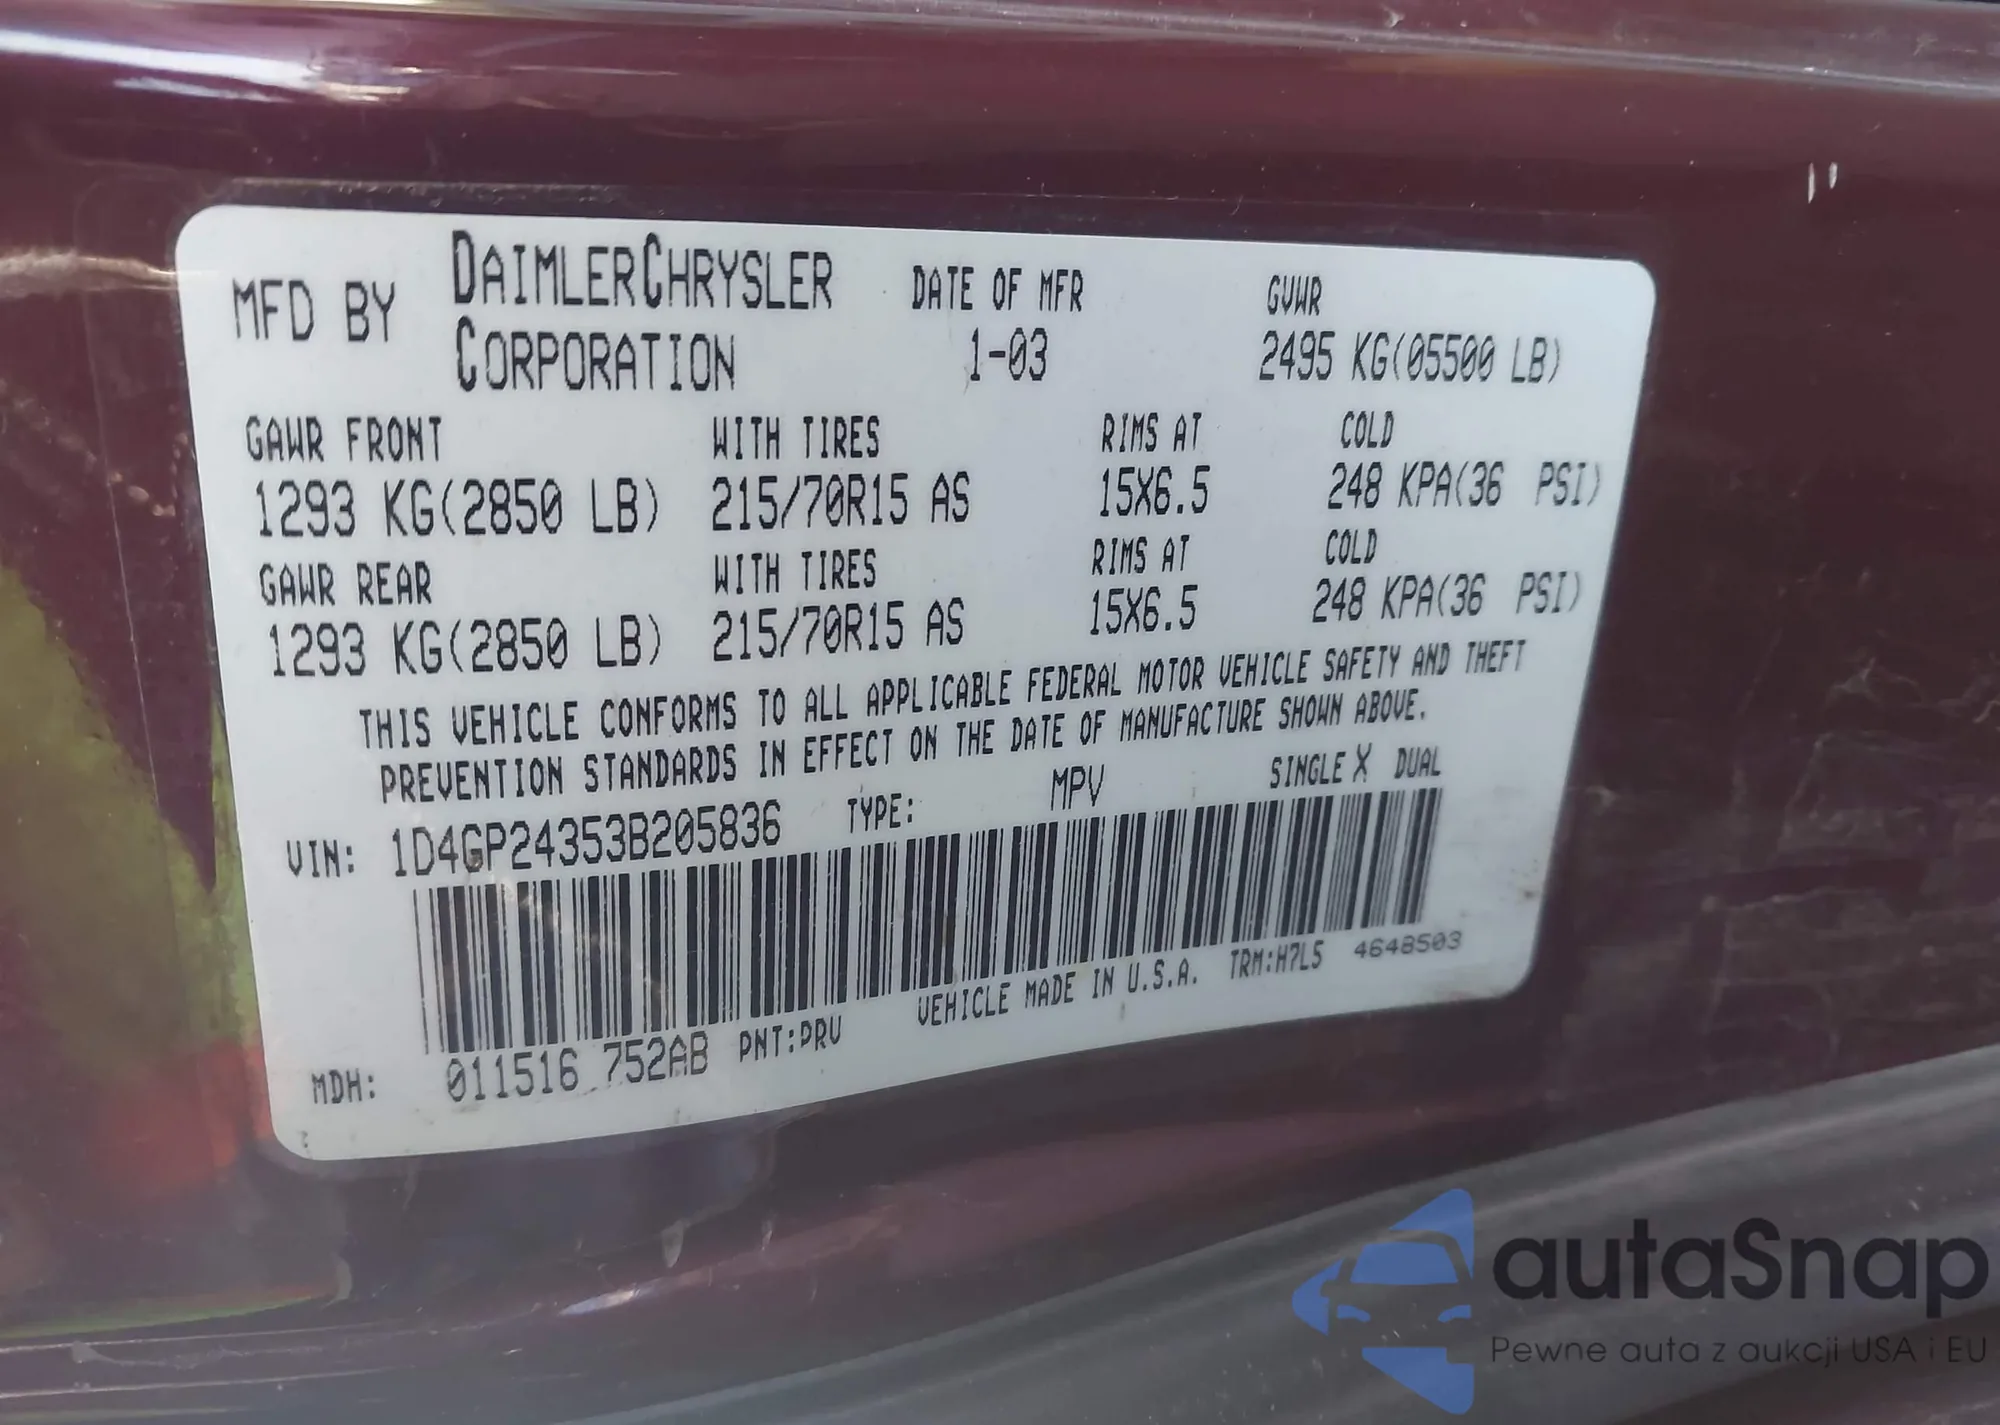 MFD BY DAIMLERCHRYSLER CORPORATION
DATE OF MFR
1-03
GVWR
2495 KG(05500 LB)
GAWR FRONT WITH TIRES RIMS AT COLD
1293 KG(2850 LB) 215/70R15 AS 15X6.5 248 KPA(36 PSI)
GAWR REAR WITH TIRES RIMS AT COLD
1293 KG(2850 LB) 215/70R15 AS 15X6.5 248 KPA(36 PSI)
THIS VEHICLE CONFORMS TO ALL APPLICABLE FEDERAL MOTOR VEHICLE SAFETY AND THEFT
PREVENTION STANDARDS IN EFFECT ON THE DATE OF MANUFACTURE SHOWN ABOVE.
VIN: 1D4GP24353B205836 TYPE: MPV SINGLE X DUAL
MDH: 011516 752AB PNT:PRV VEHICLE MADE IN U.S.A. TRM:H7L5 4648503
autaSnap
Pewne auta z aukcji USA i EU